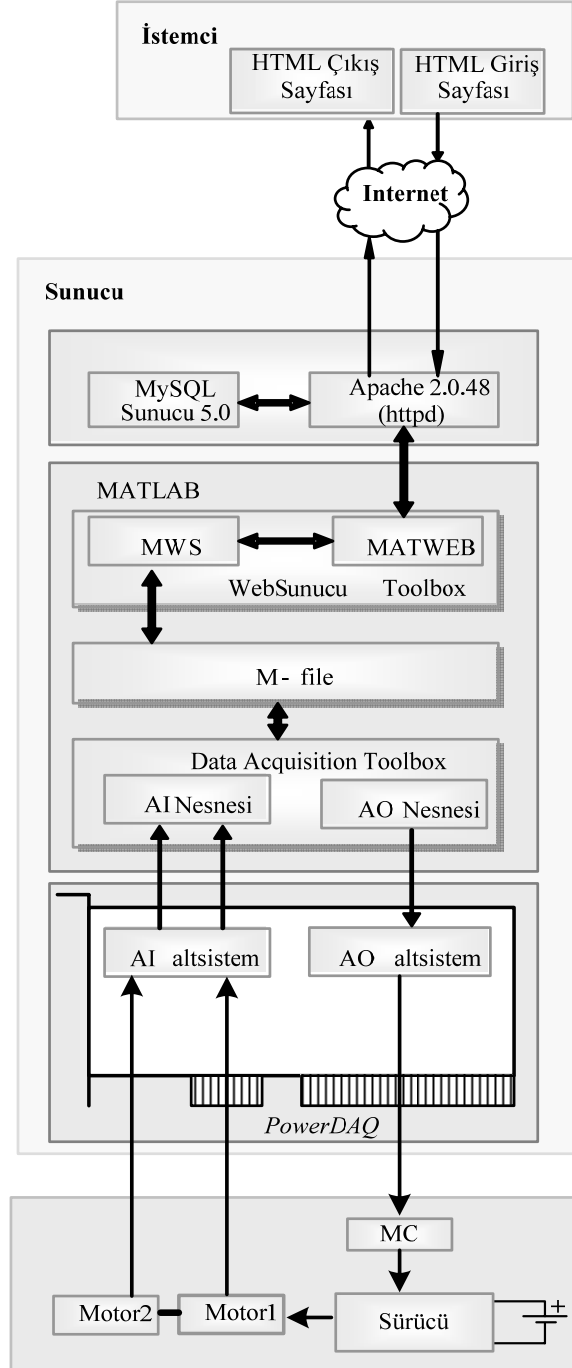 İstemci
HTML Çıkış
Sayfası
HTML Giriş
Sayfası
Internet
Sunucu
MySQL
Sunucu 5.0
Apache 2.0.48
(httpd)
MATLAB
MWS
MATWEB
WebSunucu Toolbox
M- file
Data Acquisition Toolbox
AI Nesnesi
AO Nesnesi
AI altsistem
AO altsistem
PowerDAQ
MC
Motor2
Motor1
Sürücü
+